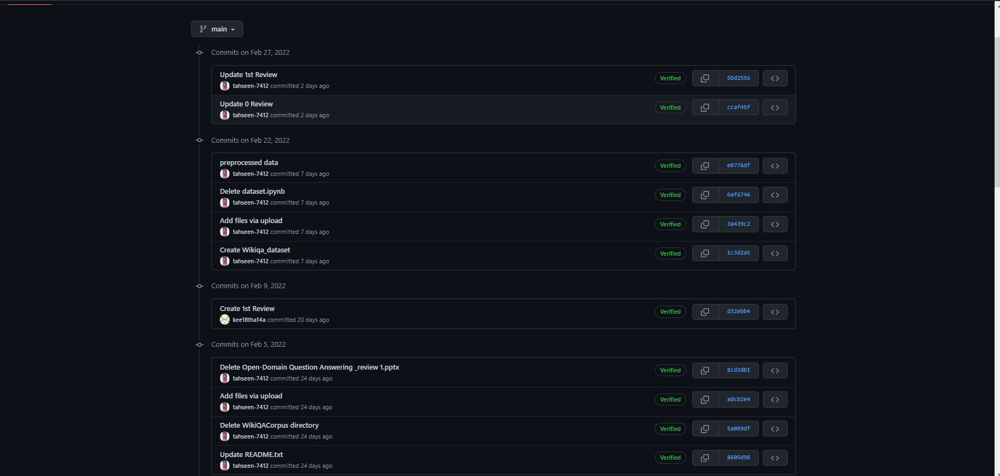 main
Commits on Feb 27, 2022
Update 1st Review
Verified
5bd2556
tahseen-7412 committed 2 days ago
Update 0 Review
Verified
ccaf45f
tahseen-7412 committed 2 days ago
Commits on Feb 22, 2022
preprocessed data
Verified
e0776df
tahseen-7412 committed 7 days ago
Delete dataset.ipynb
Verified
6af6746
tahseen-7412 committed 7 days ago
Add files via upload
Verified
3a439c2
tahseen-7412 committed 7 days ago
Create Wikiqa_dataset
Verified
1c3d2a5
tahseen-7412 committed 7 days ago
Commits on Feb 9, 2022
Create 1st Review
Verified
d32ebb4
kee18tha14a committed 20 days ago
Commits on Feb 5, 2022
Delete Open-Domain Question Answering _review 1.pptx
Verified
8cd3db1
tahseen-7412 committed 24 days ago
Add files via upload
Verified
adcb2e4
tahseen-7412 committed 24 days ago
Delete WikiQACorpus directory
Verified
5a089df
tahseen-7412 committed 24 days ago
Update README.txt
Verified
8605d98
tahseen-7412 committed 24 days ago